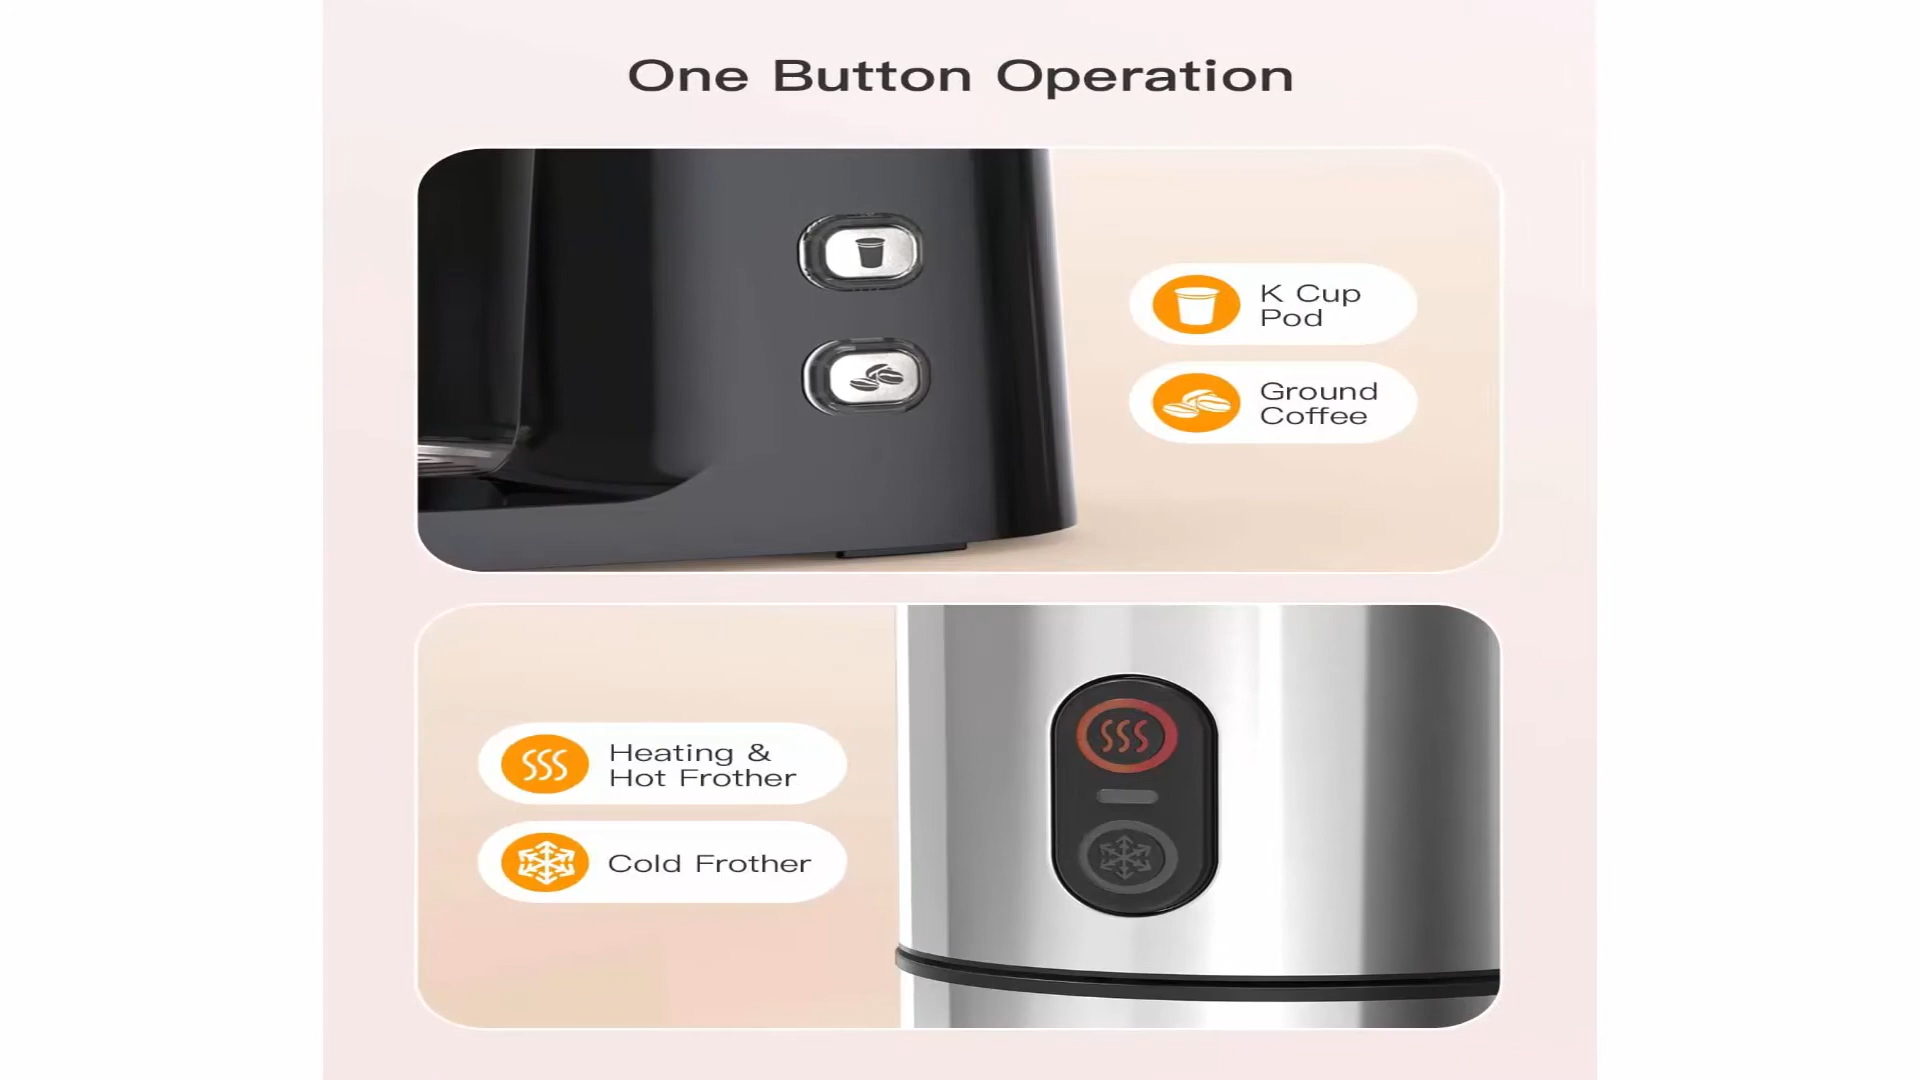 One Button Operation
K Cup
Pod
Ground
Coffee
Heating &
Hot Frother
Cold Frother